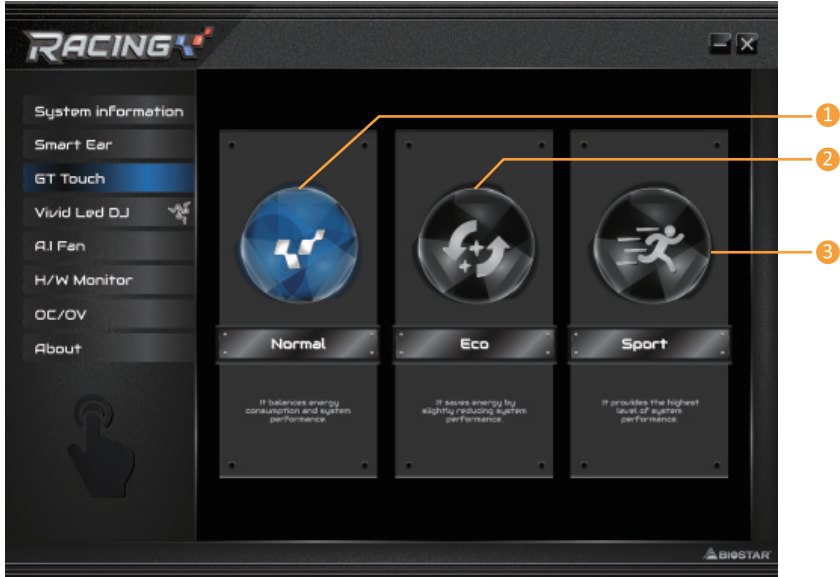 RACING
System information
Smart Ear
GT Touch
Vivid Led DJ
A.I Fan
H/W Monitor
OC/OV
About
1
2
3
Normal
It balances energy
consumption and system
performance.
Eco
It saves energy by
slightly reducing system
performance.
Sport
It provides the highest
level of system
performance
BIOSTAR